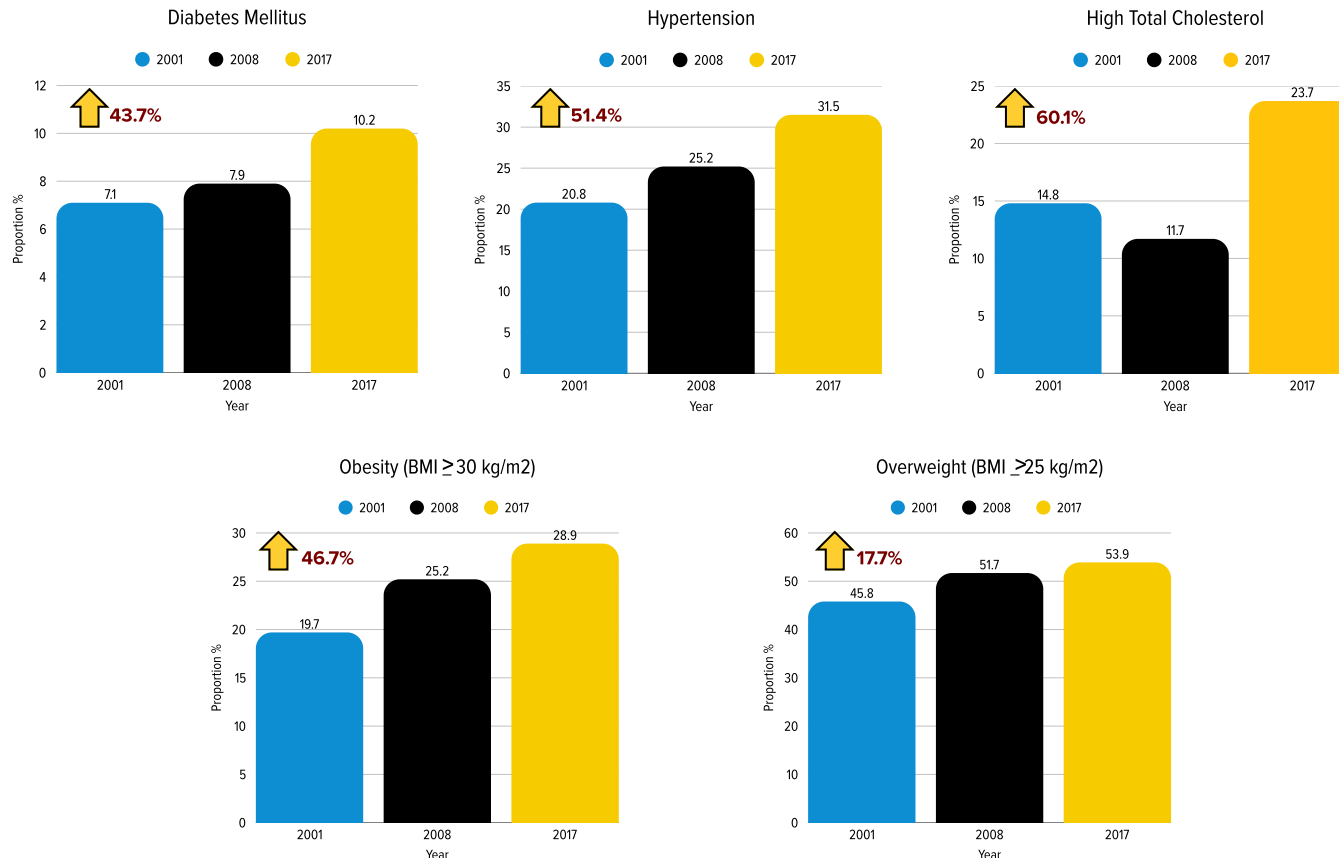 Diabetes Mellitus
2001 2008 2017
12
10
8
6
4
2
0
Proportion %
43.7%
7.1
7.9
10.2
2001 2008 2017
Year
Hypertension
2001 2008 2017
35
30
25
20
15
10
5
0
Proportion %
51.4%
20.8
25.2
31.5
2001 2008 2017
Year
High Total Cholesterol
2001 2008 2017
25
20
15
10
5
0
Proportion %
60.1%
14.8
11.7
23.7
2001 2008 2017
Year
Obesity (BMI ≥ 30 kg/m2)
2001 2008 2017
30
25
20
15
10
5
0
Proportion %
46.7%
19.7
25.2
28.9
2001 2008 2017
Year
Overweight (BMI _>25 kg/m2)
2001 2008 2017
60
50
40
30
20
10
0
Proportion %
17.7%
45.8
51.7
53.9
2001 2008 2017
Year